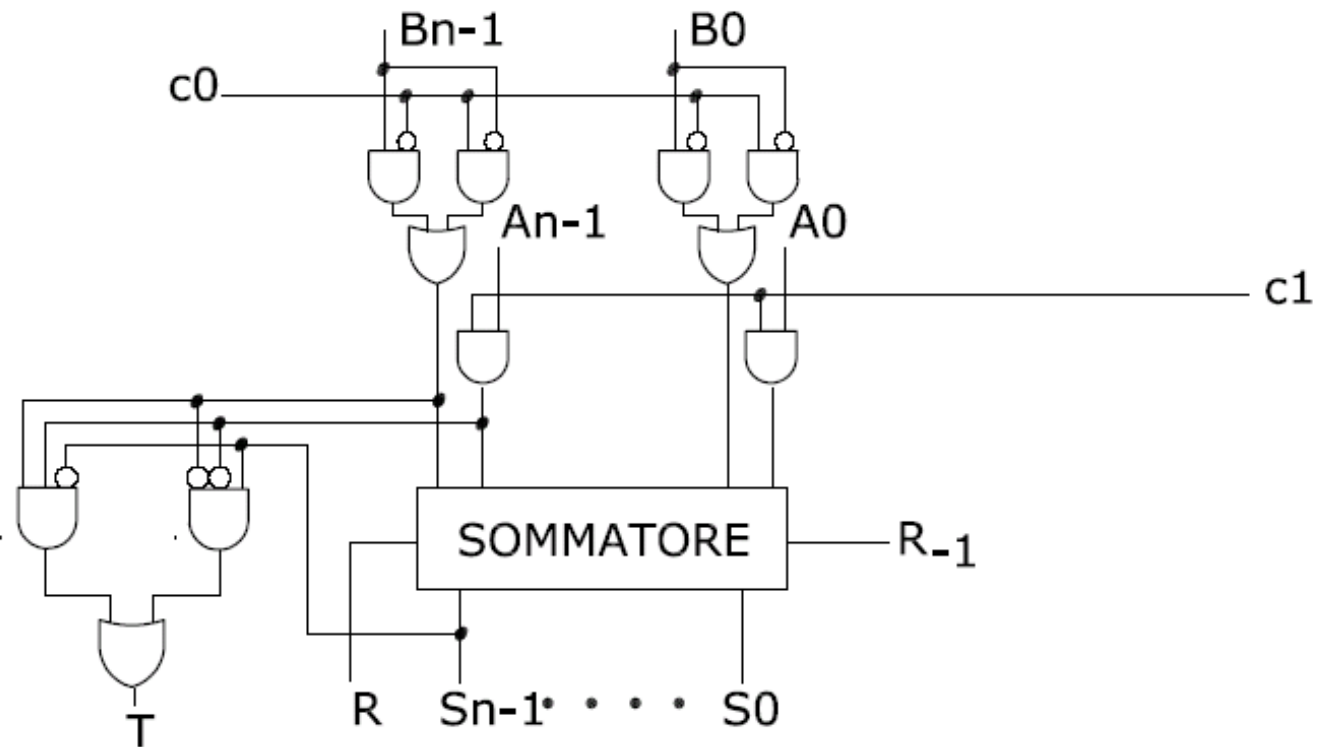 Bn-1 B0
c0
An-1 A0
c1
SOMMATORE R-1
R Sn-1 . . . . S0
T